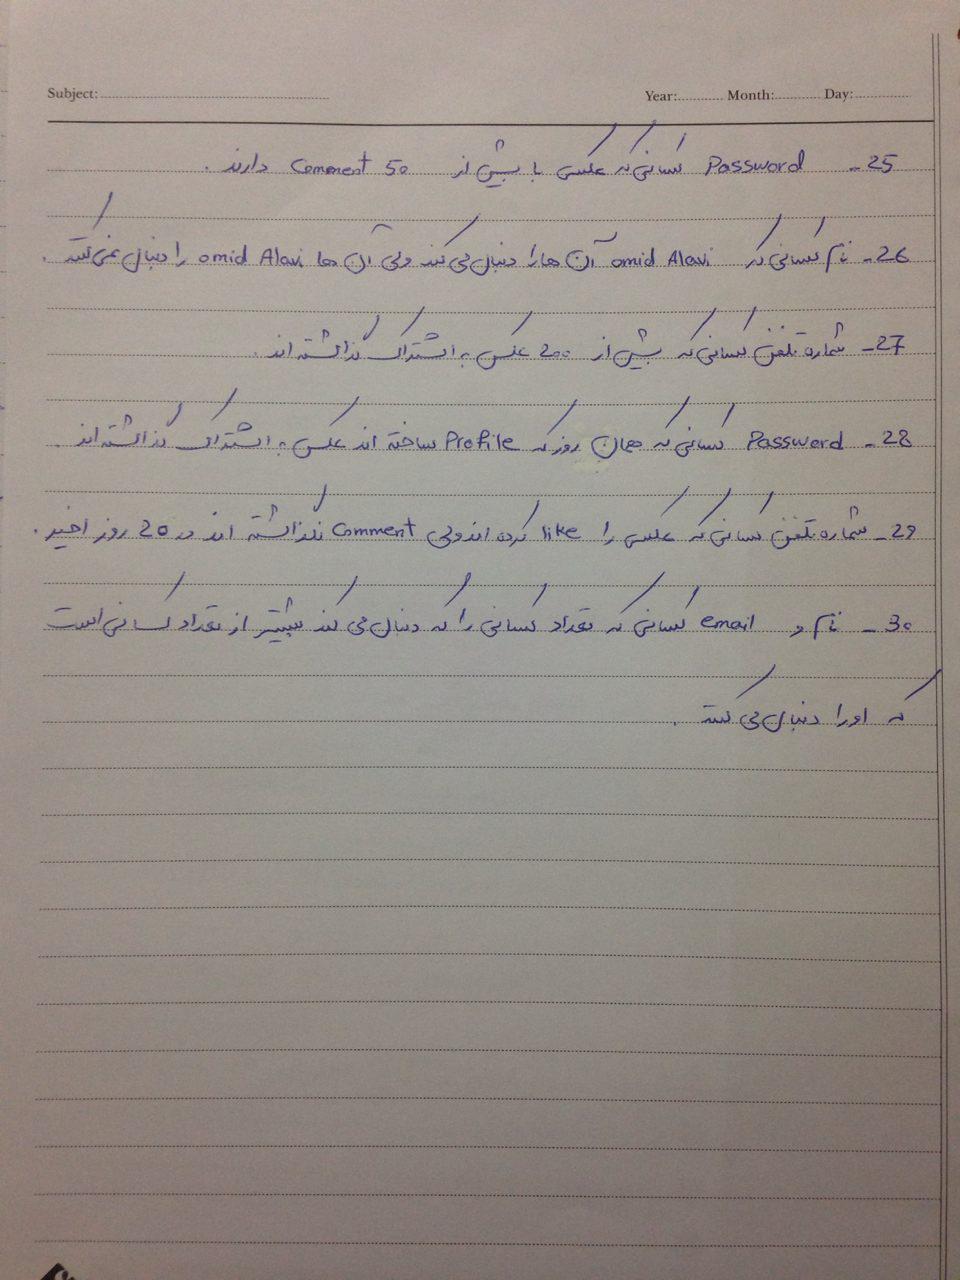 Subject: Year: Month: Day:
25- Password کسانی که عکسی با بیش از 50 Comment دارند .
26- نام کسانی که omid Alavi آن ها را دنبال می کند ولی آن ها omid Alavi را دنبال نمی کنند .
27- شماره تلفن کسانی که بیش از 200 عکس به اشتراک گذاشته اند .
28- Password کسانی که همان روز که Profile ساخته اند عکس به اشتراک گذاشته اند .
29- شماره تلفن کسانی که عکسی را like کرده اند ولی Comment نگذاشته اند در 20 روز اخیر .
30- نام و email کسانی که تعداد کسانی را که دنبال می کند بیشتر از تعداد کسانی است
که او را دنبال می کنند .